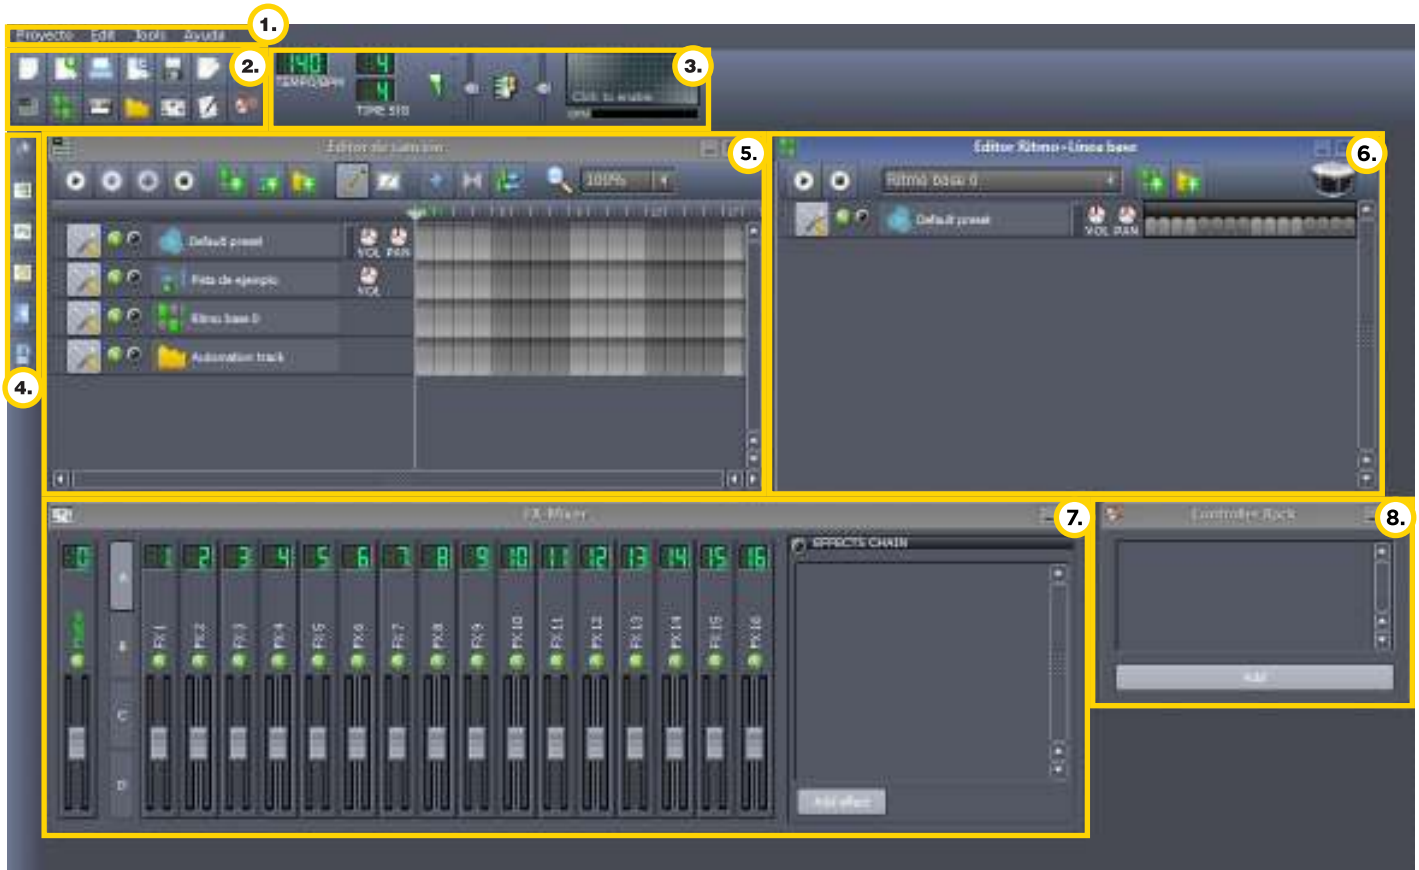 1.
Proyecto Edit Tools Ayuda
2.
140
TEMPO/BPM
4
4
TIME SIG
Click to enable
CPU
3.
4.
Editor de canción
5.
100%
Default preset
VOL PAN
Pista de ejemplo
VOL
Ritmo base 0
Automation track
Editor Ritmo-Línea base
6.
Ritmo base 0
Default preset
VOL PAN
FX-Mixer
7.
0 1 2 3 4 5 6 7 8 9 10 11 12 13 14 15 16
A
B
C
D
FX 1 FX 2 FX 3 FX 4 FX 5 FX 6 FX 7 FX 8 FX 9 FX 10 FX 11 FX 12 FX 13 FX 14 FX 15 FX 16
EFFECTS CHAIN
Add effect
Controller Rack
8.
Add